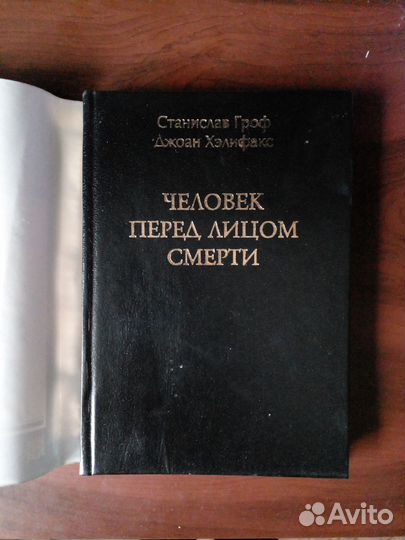 Станислав Гроф
Джоан Хэлифакс
ЧЕЛОВЕК
ПЕРЕД ЛИЦОМ
СМЕРТИ
Avito